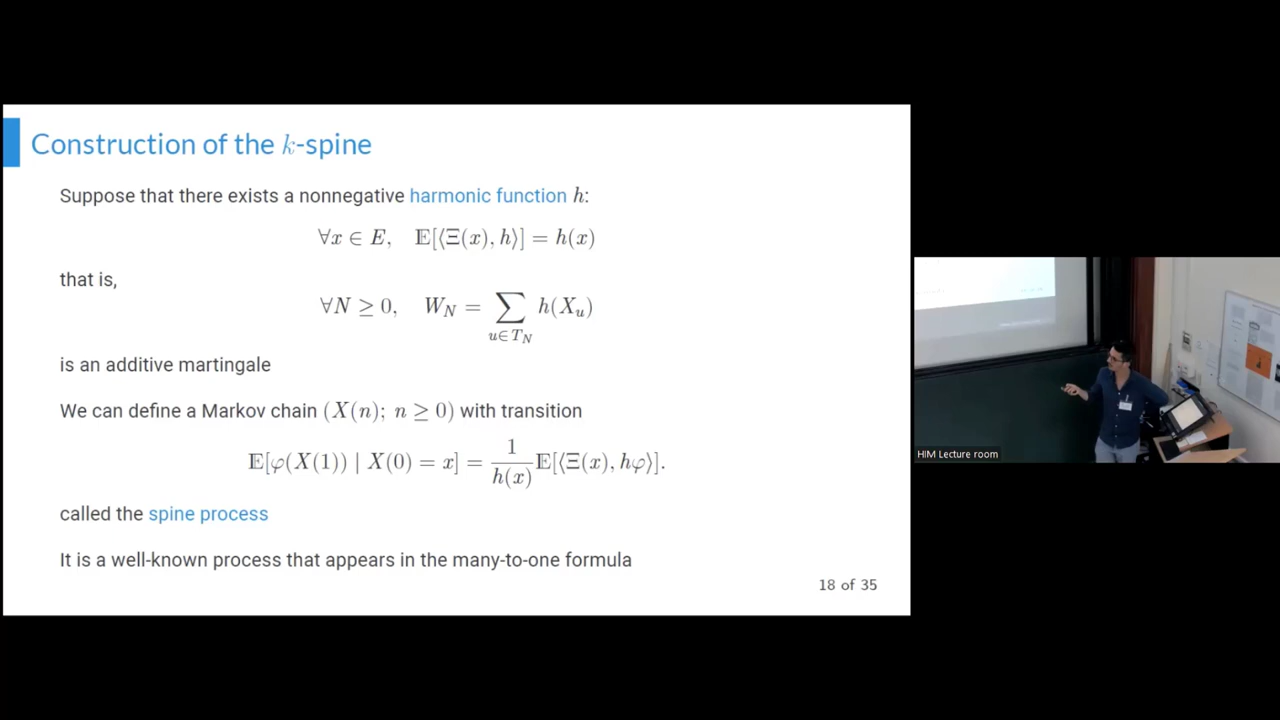 Construction of the k-spine
Suppose that there exists a nonnegative harmonic function h:
∀x ∈ E, 𝔼[⟨Ξ(x), h⟩] = h(x)
that is,
∀N ≥ 0, W_N = ∑_{u∈T_N} h(X_u)
is an additive martingale
We can define a Markov chain (X(n); n ≥ 0) with transition
𝔼[φ(X(1)) | X(0) = x] = \frac{1}{h(x)} 𝔼[⟨Ξ(x), hφ⟩].
called the spine process
It is a well-known process that appears in the many-to-one formula
18 of 35
HIM Lecture room